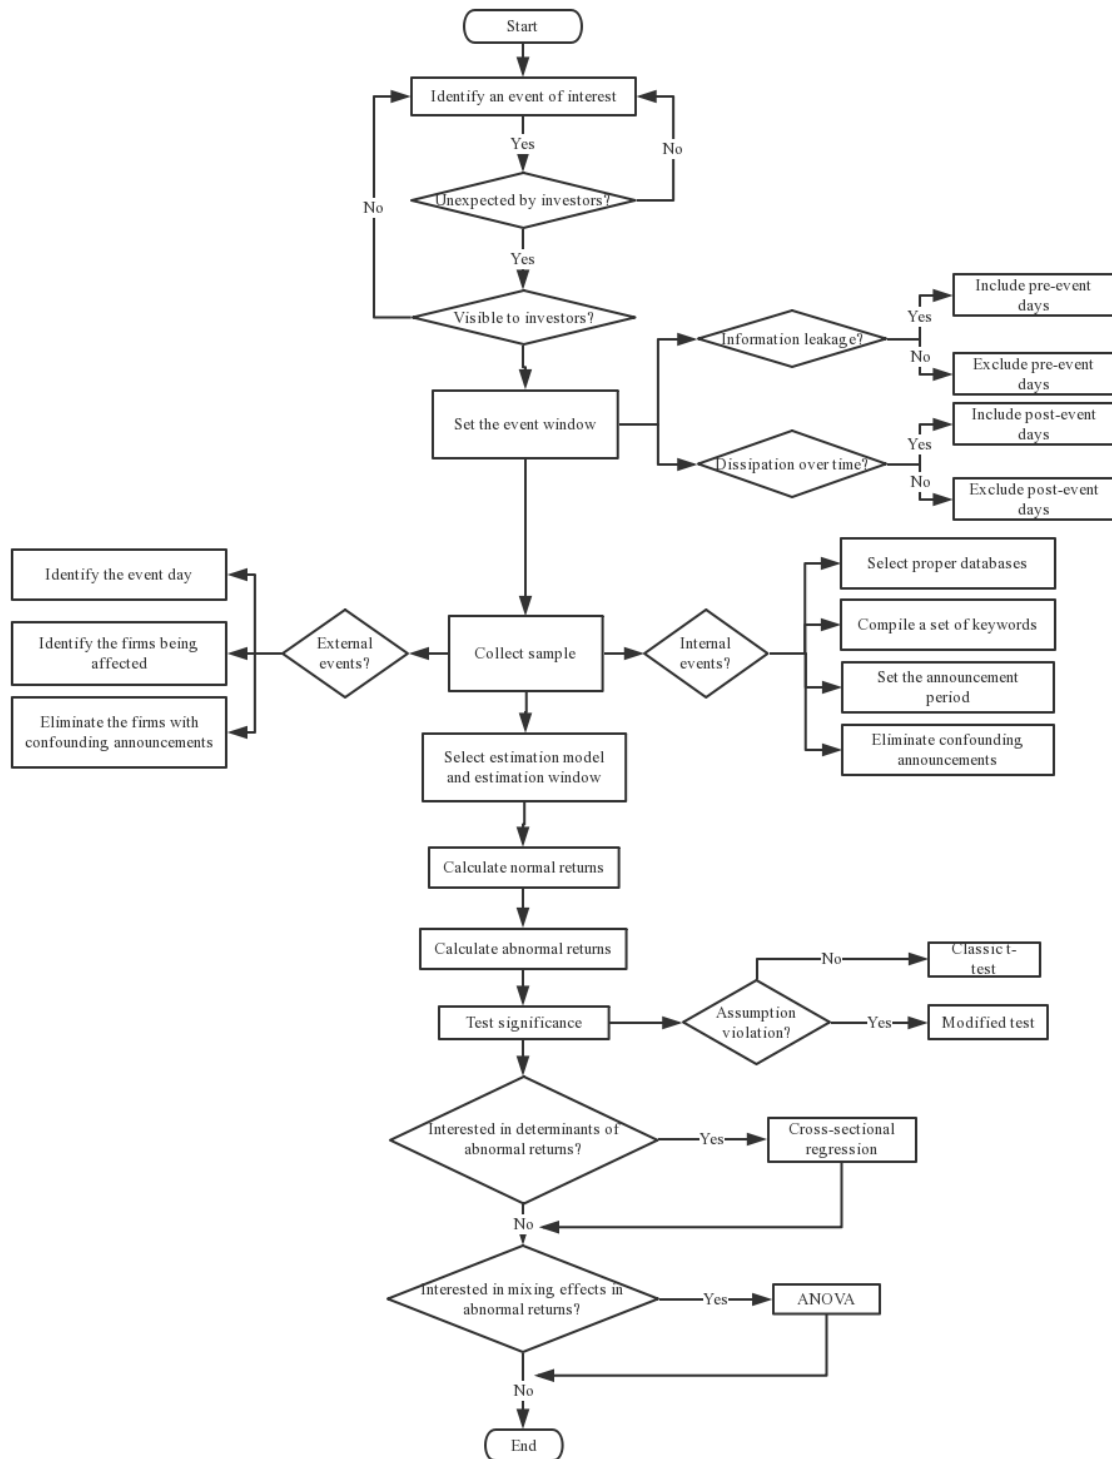 Start
Identify an event of interest
Yes
No
Unexpected by investors?
No
Yes
Visible to investors?
Include pre-event
days
Information leakage?
Yes
No
Exclude pre-event
days
Set the event window
Include post-event
days
Dissipation over time?
Yes
No
Exclude post-event
days
Identify the event day
Select proper databases
Identify the firms being
affected
External
events?
Collect sample
Internal
events?
Compile a set of keywords
Set the announcement
period
Eliminate the firms with
confounding announcements
Eliminate confounding
announcements
Select estimation model
and estimation window
Calculate normal returns
Calculate abnormal returns
No
Classic t-
test
Test significance
Assumption
violation?
Yes
Modified test
Interested in determinants of
abnormal returns?
Yes
Cross-sectional
regression
No
Interested in mixing effects in
abnormal returns?
Yes
ANOVA
No
End